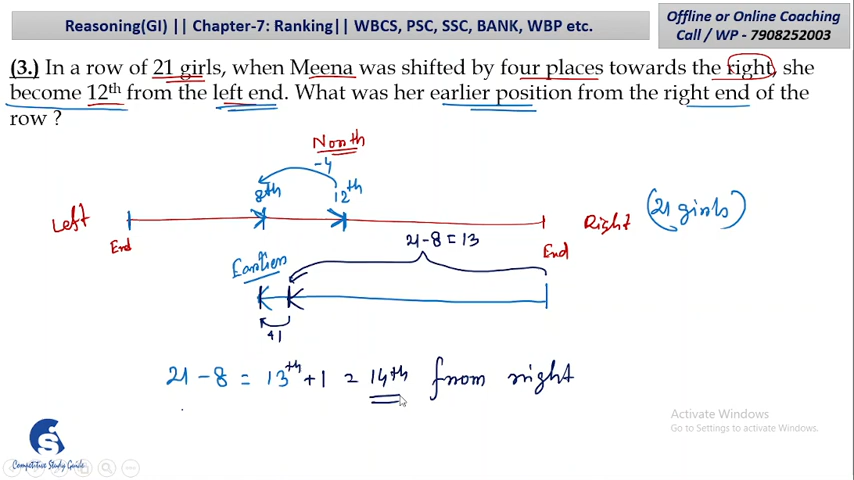 Reasoning(GI) || Chapter-7: Ranking|| WBCS, PSC, SSC, BANK, WBP etc.
Offline or Online Coaching
Call / WP - 7908252003
(3.) In a row of 21 girls, when Meena was shifted by four places towards the right, she
become 12th from the left end. What was her earlier position from the right end of the
row ?
North
-4
8th 12th
Left Right (21 girls)
End End
21-8=13
Earlier
+1
21-8 = 13th +1 = 14th from right
Activate Windows
Go to Settings to activate Windows.
Competitive Study Guide